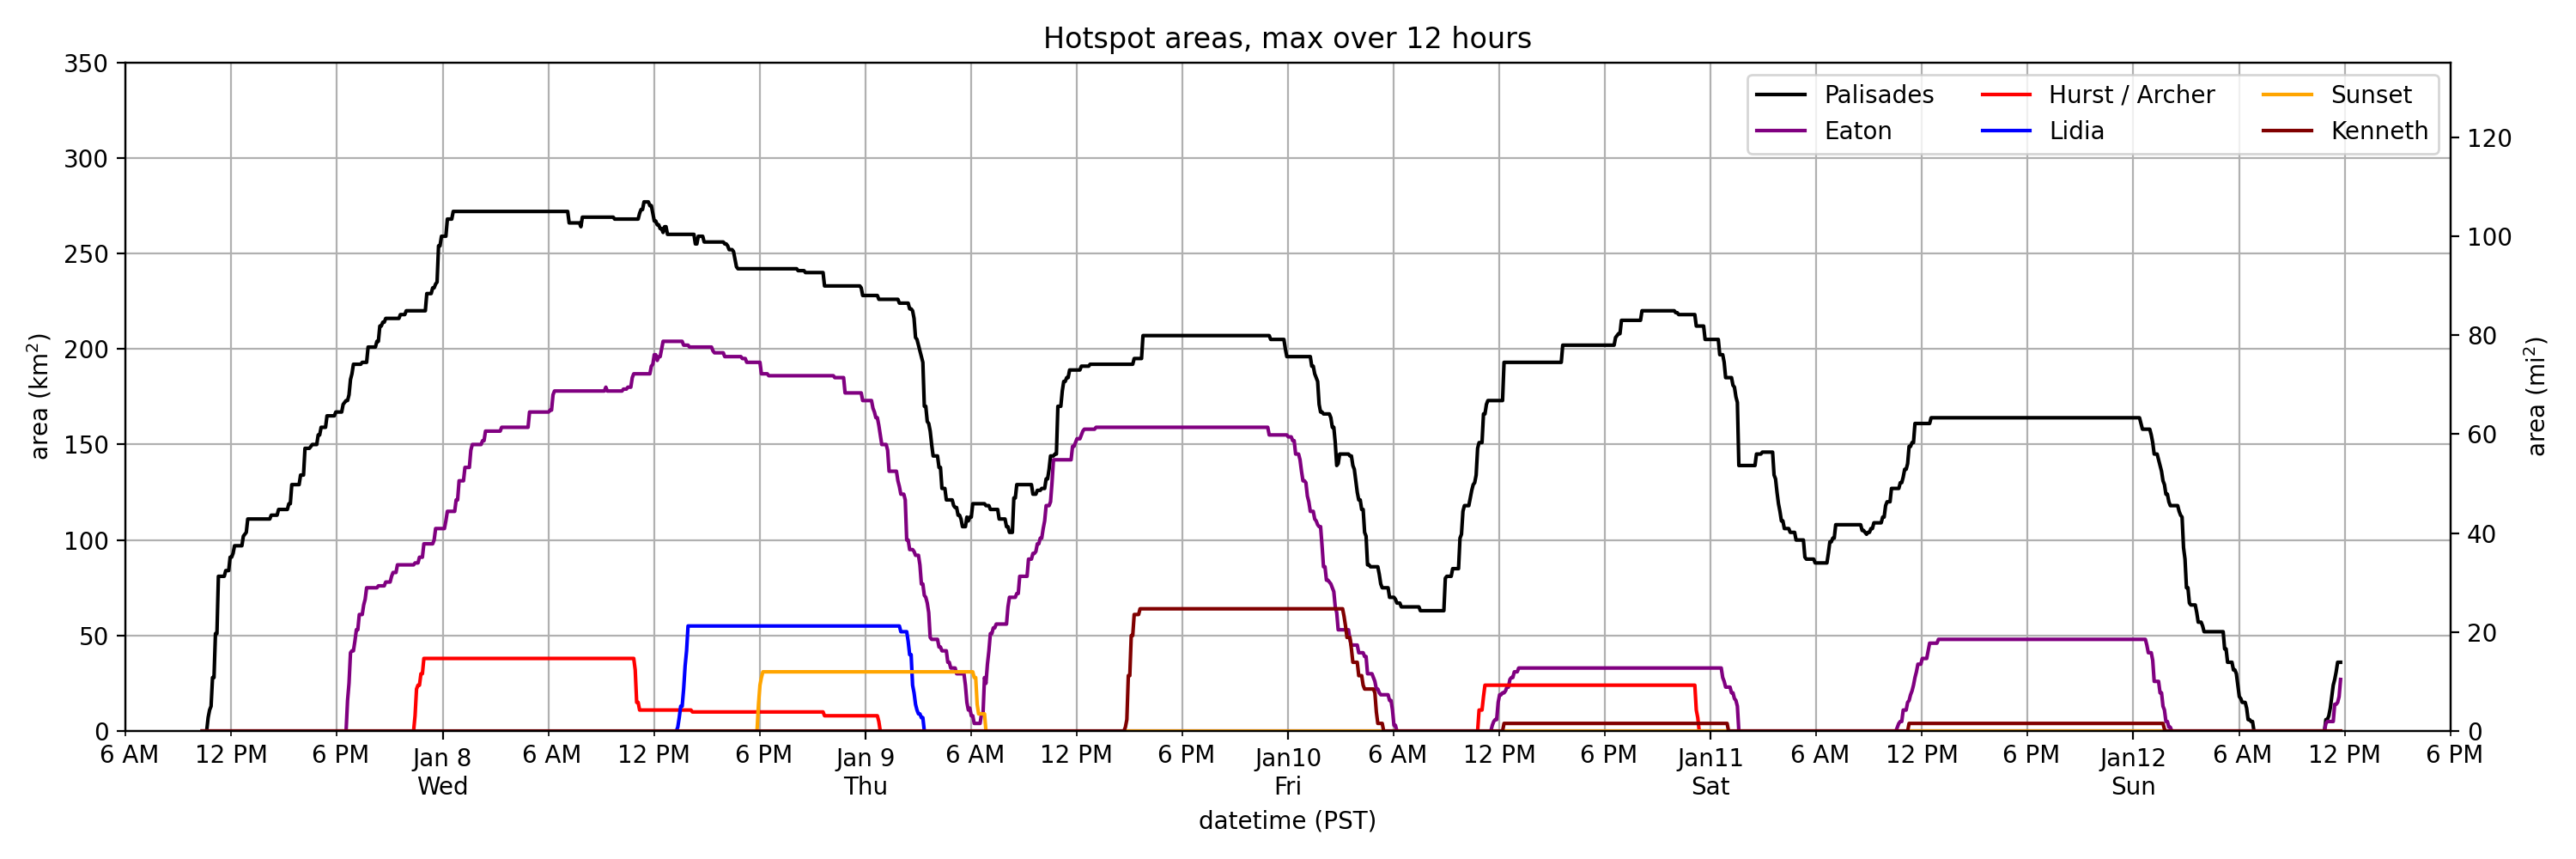 Hotspot areas, max over 12 hours
350
300
250
200
150
100
50
0
area (km²)
Palisades
Eaton
Hurst / Archer
Lidia
Sunset
Kenneth
120
100
80
60
40
20
0
area (mi²)
6 AM 12 PM 6 PM Jan 8 6 AM 12 PM 6 PM Jan 9 6 AM 12 PM 6 PM Jan10 6 AM 12 PM 6 PM Jan11 6 AM 12 PM 6 PM Jan12 6 AM 12 PM 6 PM
Wed Thu Fri Sat Sun
datetime (PST)